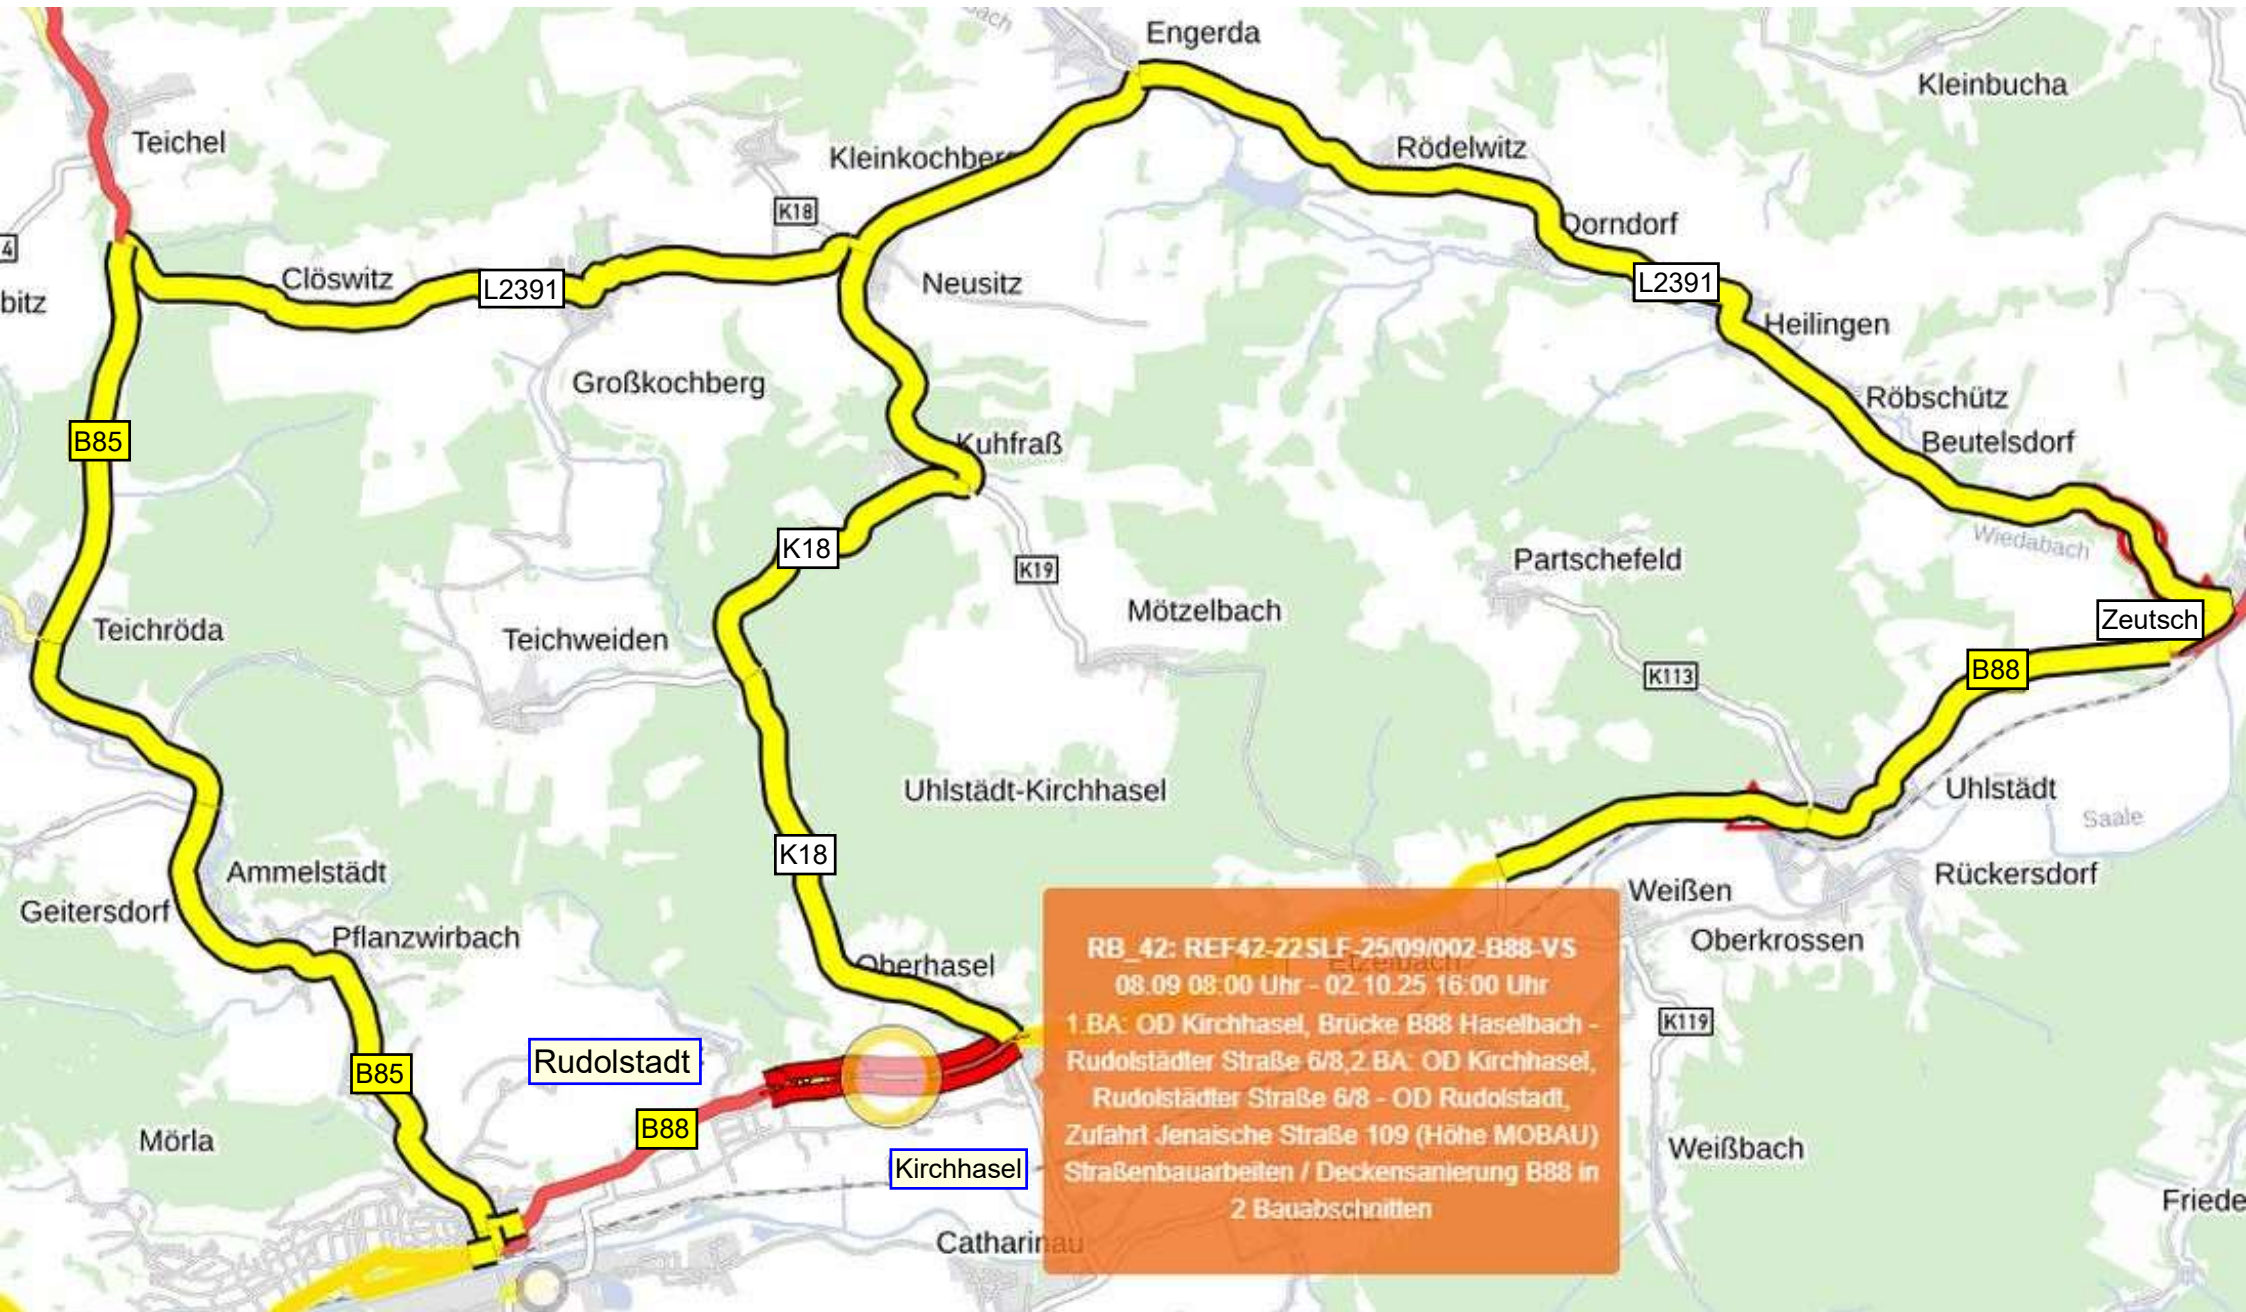 bach
Engerda
Kleinbucha
Teichel
Kleinkochberg
Rödelwitz
K18
Dorndorf
4
Clöswitz
L2391
Neusitz
L2391
bitz
Heilingen
Großkochberg
Röbschütz
B85
Kuhfraß
Beutelsdorf
K18
Wiedabach
K19
Partschefeld
Mötzelbach
Zeutsch
Teichröda
Teichweiden
K113
B88
Uhlstädt-Kirchhasel
Uhlstädt
Saale
K18
Ammelstädt
Rückersdorf
Weißen
Geitersdorf
Pflanzwirbach
Oberkrossen
Oberhasel
Etzelbach
RB_42: REF42-22SLF-25/09/002-B88-VS
08.09 08:00 Uhr - 02.10.25 16:00 Uhr
1.BA: OD Kirchhasel, Brücke B88 Haselbach -
Rudolstädter Straße 6/8,2.BA: OD Kirchhasel,
Rudolstädter Straße 6/8 - OD Rudolstadt,
Zufahrt Jenaische Straße 109 (Höhe MOBAU)
Straßenbauarbeiten / Deckensanierung B88 in
2 Bauabschnitten
K119
Rudolstadt
B85
B88
Mörla
Weißbach
Kirchhasel
Friede
Catharinau